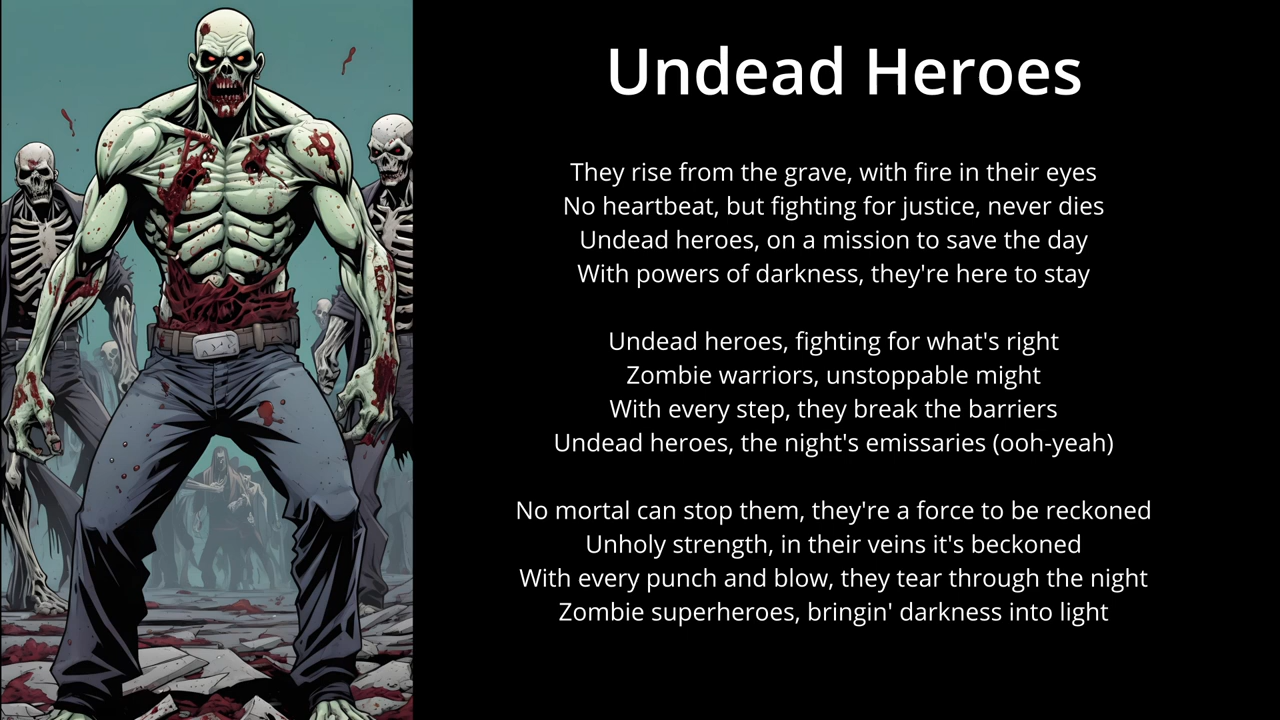 Undead Heroes
They rise from the grave, with fire in their eyes
No heartbeat, but fighting for justice, never dies
Undead heroes, on a mission to save the day
With powers of darkness, they're here to stay
Undead heroes, fighting for what's right
Zombie warriors, unstoppable might
With every step, they break the barriers
Undead heroes, the night's emissaries (ooh-yeah)
No mortal can stop them, they're a force to be reckoned
Unholy strength, in their veins it's beckoned
With every punch and blow, they tear through the night
Zombie superheroes, bringin' darkness into light